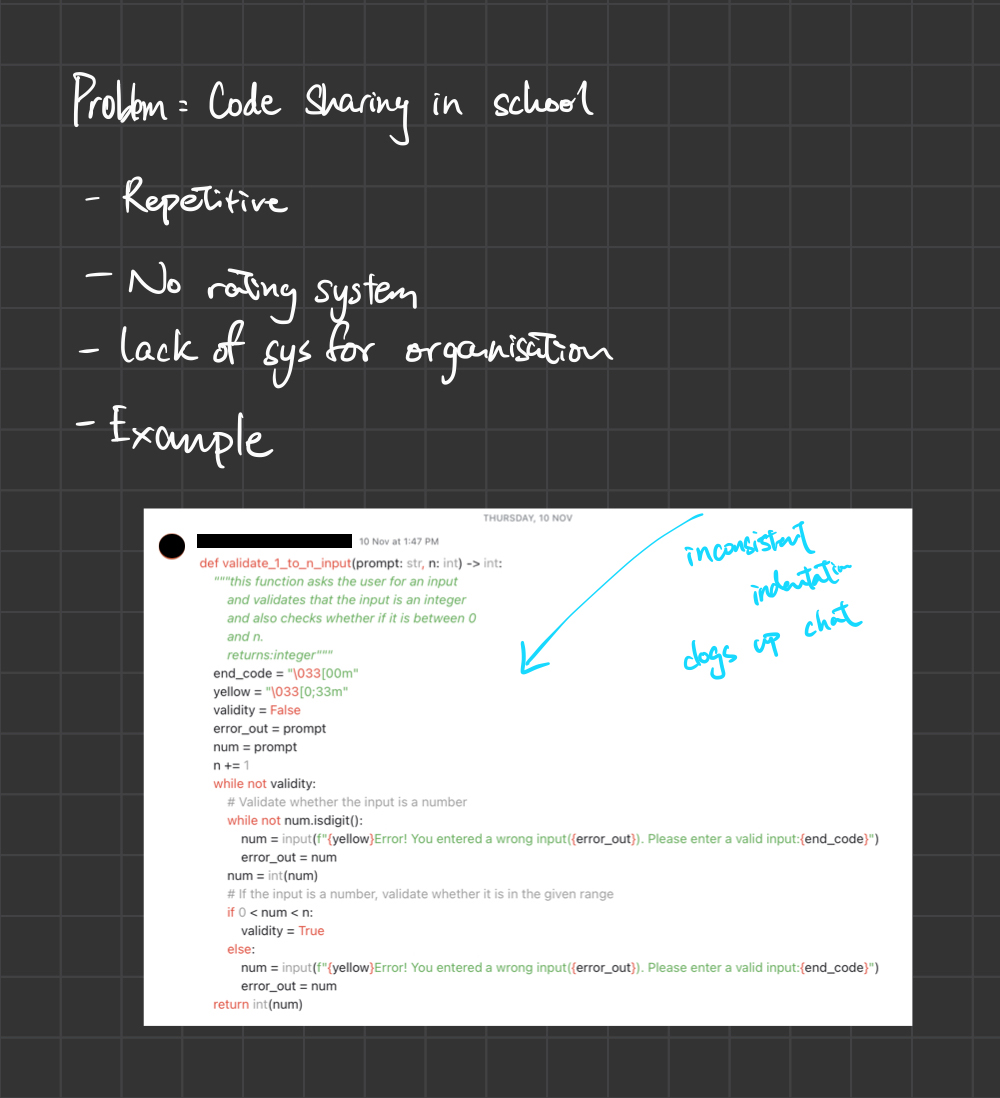 Problem = Code Sharing in school
- Repetitive
- No rating system
- lack of sys for organisation
- Example
THURSDAY, 10 NOV
10 Nov at 1:47 PM
inconsistent
indentation
clogs up chat
def validate_1_to_n_input(prompt: str, n: int) -> int:
"""this function asks the user for an input
and validates that the input is an integer
and also checks whether if it is between 0
and n.
returns:integer"""
end_code = "\033[00m"
yellow = "\033[0;33m"
validity = False
error_out = prompt
num = prompt
n += 1
while not validity:
# Validate whether the input is a number
while not num.isdigit():
num = input(f"{yellow}Error! You entered a wrong input({error_out}). Please enter a valid input:{end_code}")
error_out = num
num = int(num)
# If the input is a number, validate whether it is in the given range
if 0 < num < n:
validity = True
else:
num = input(f"{yellow}Error! You entered a wrong input({error_out}). Please enter a valid input:{end_code}")
error_out = num
return int(num)